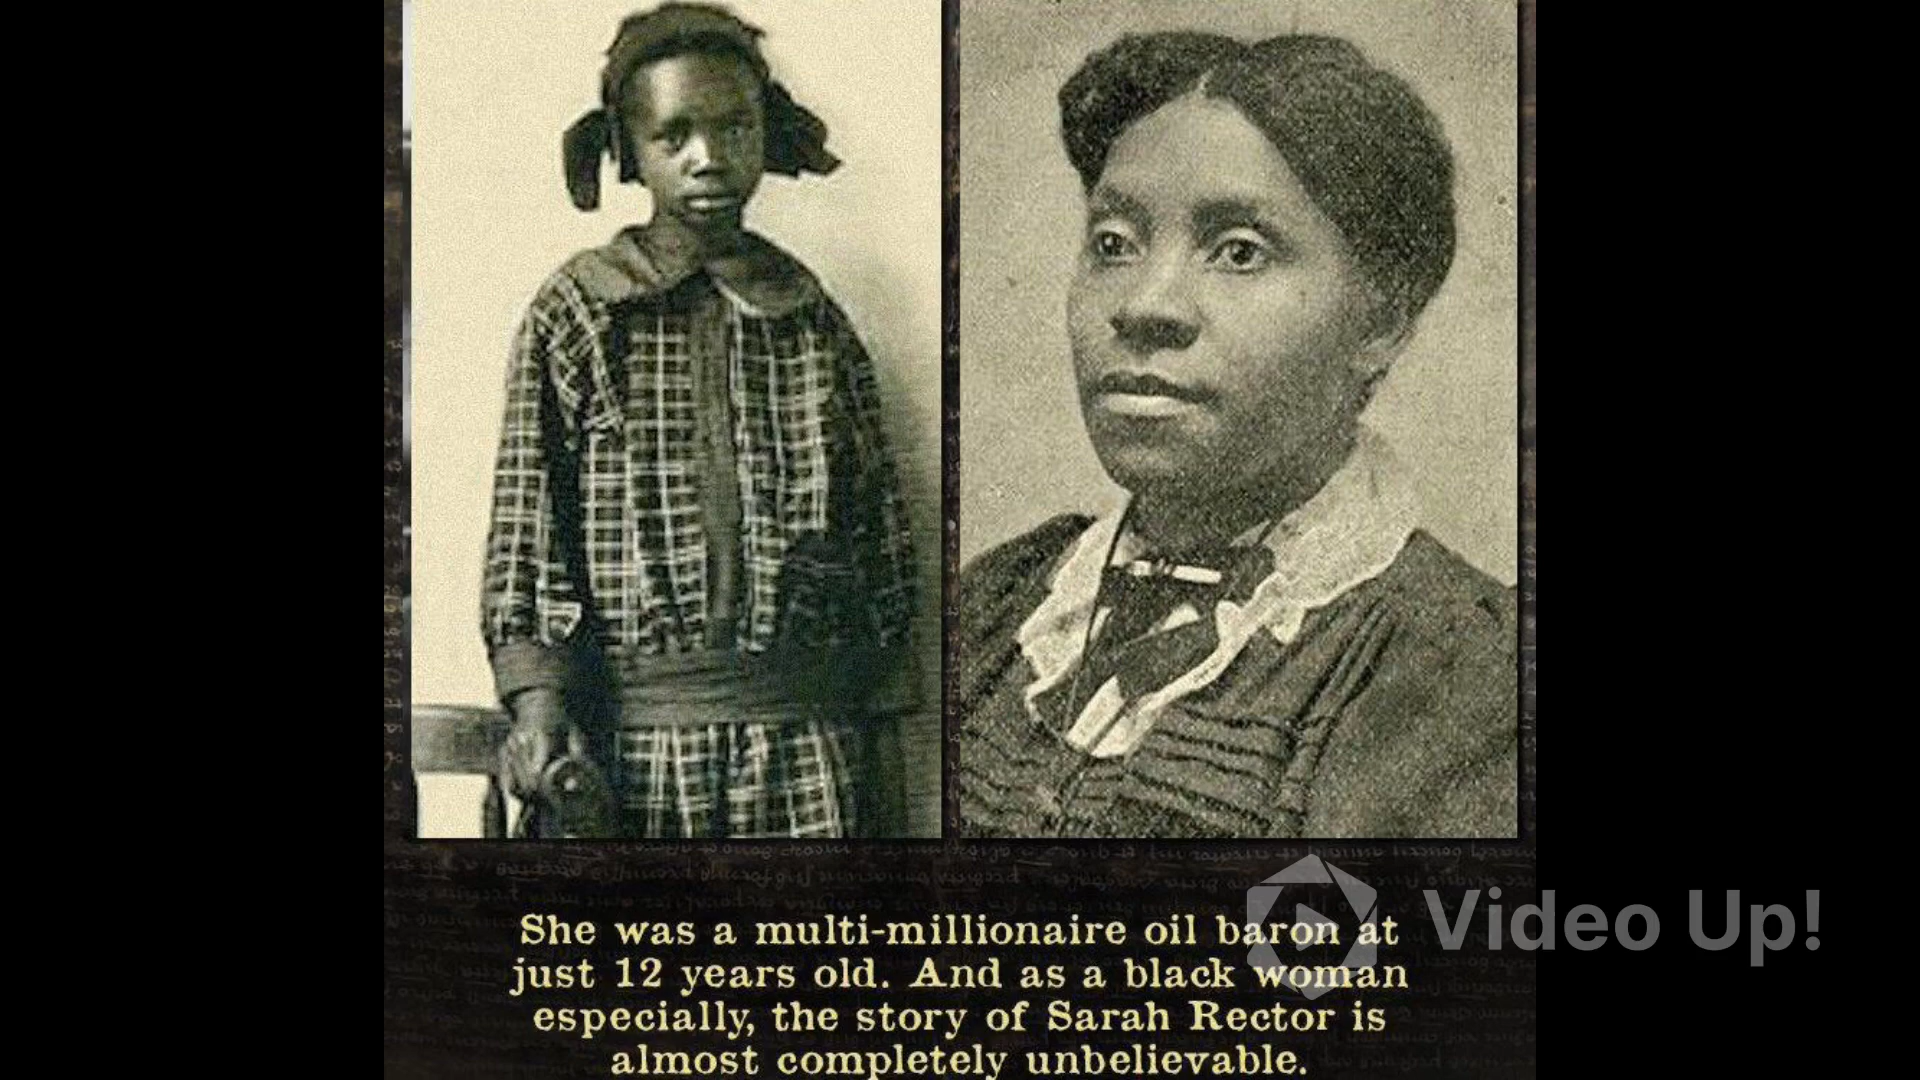 She was a multi-millionaire oil baron at
just 12 years old. And as a black woman
especially, the story of Sarah Rector is
almost completely unbelievable.
Video Up!